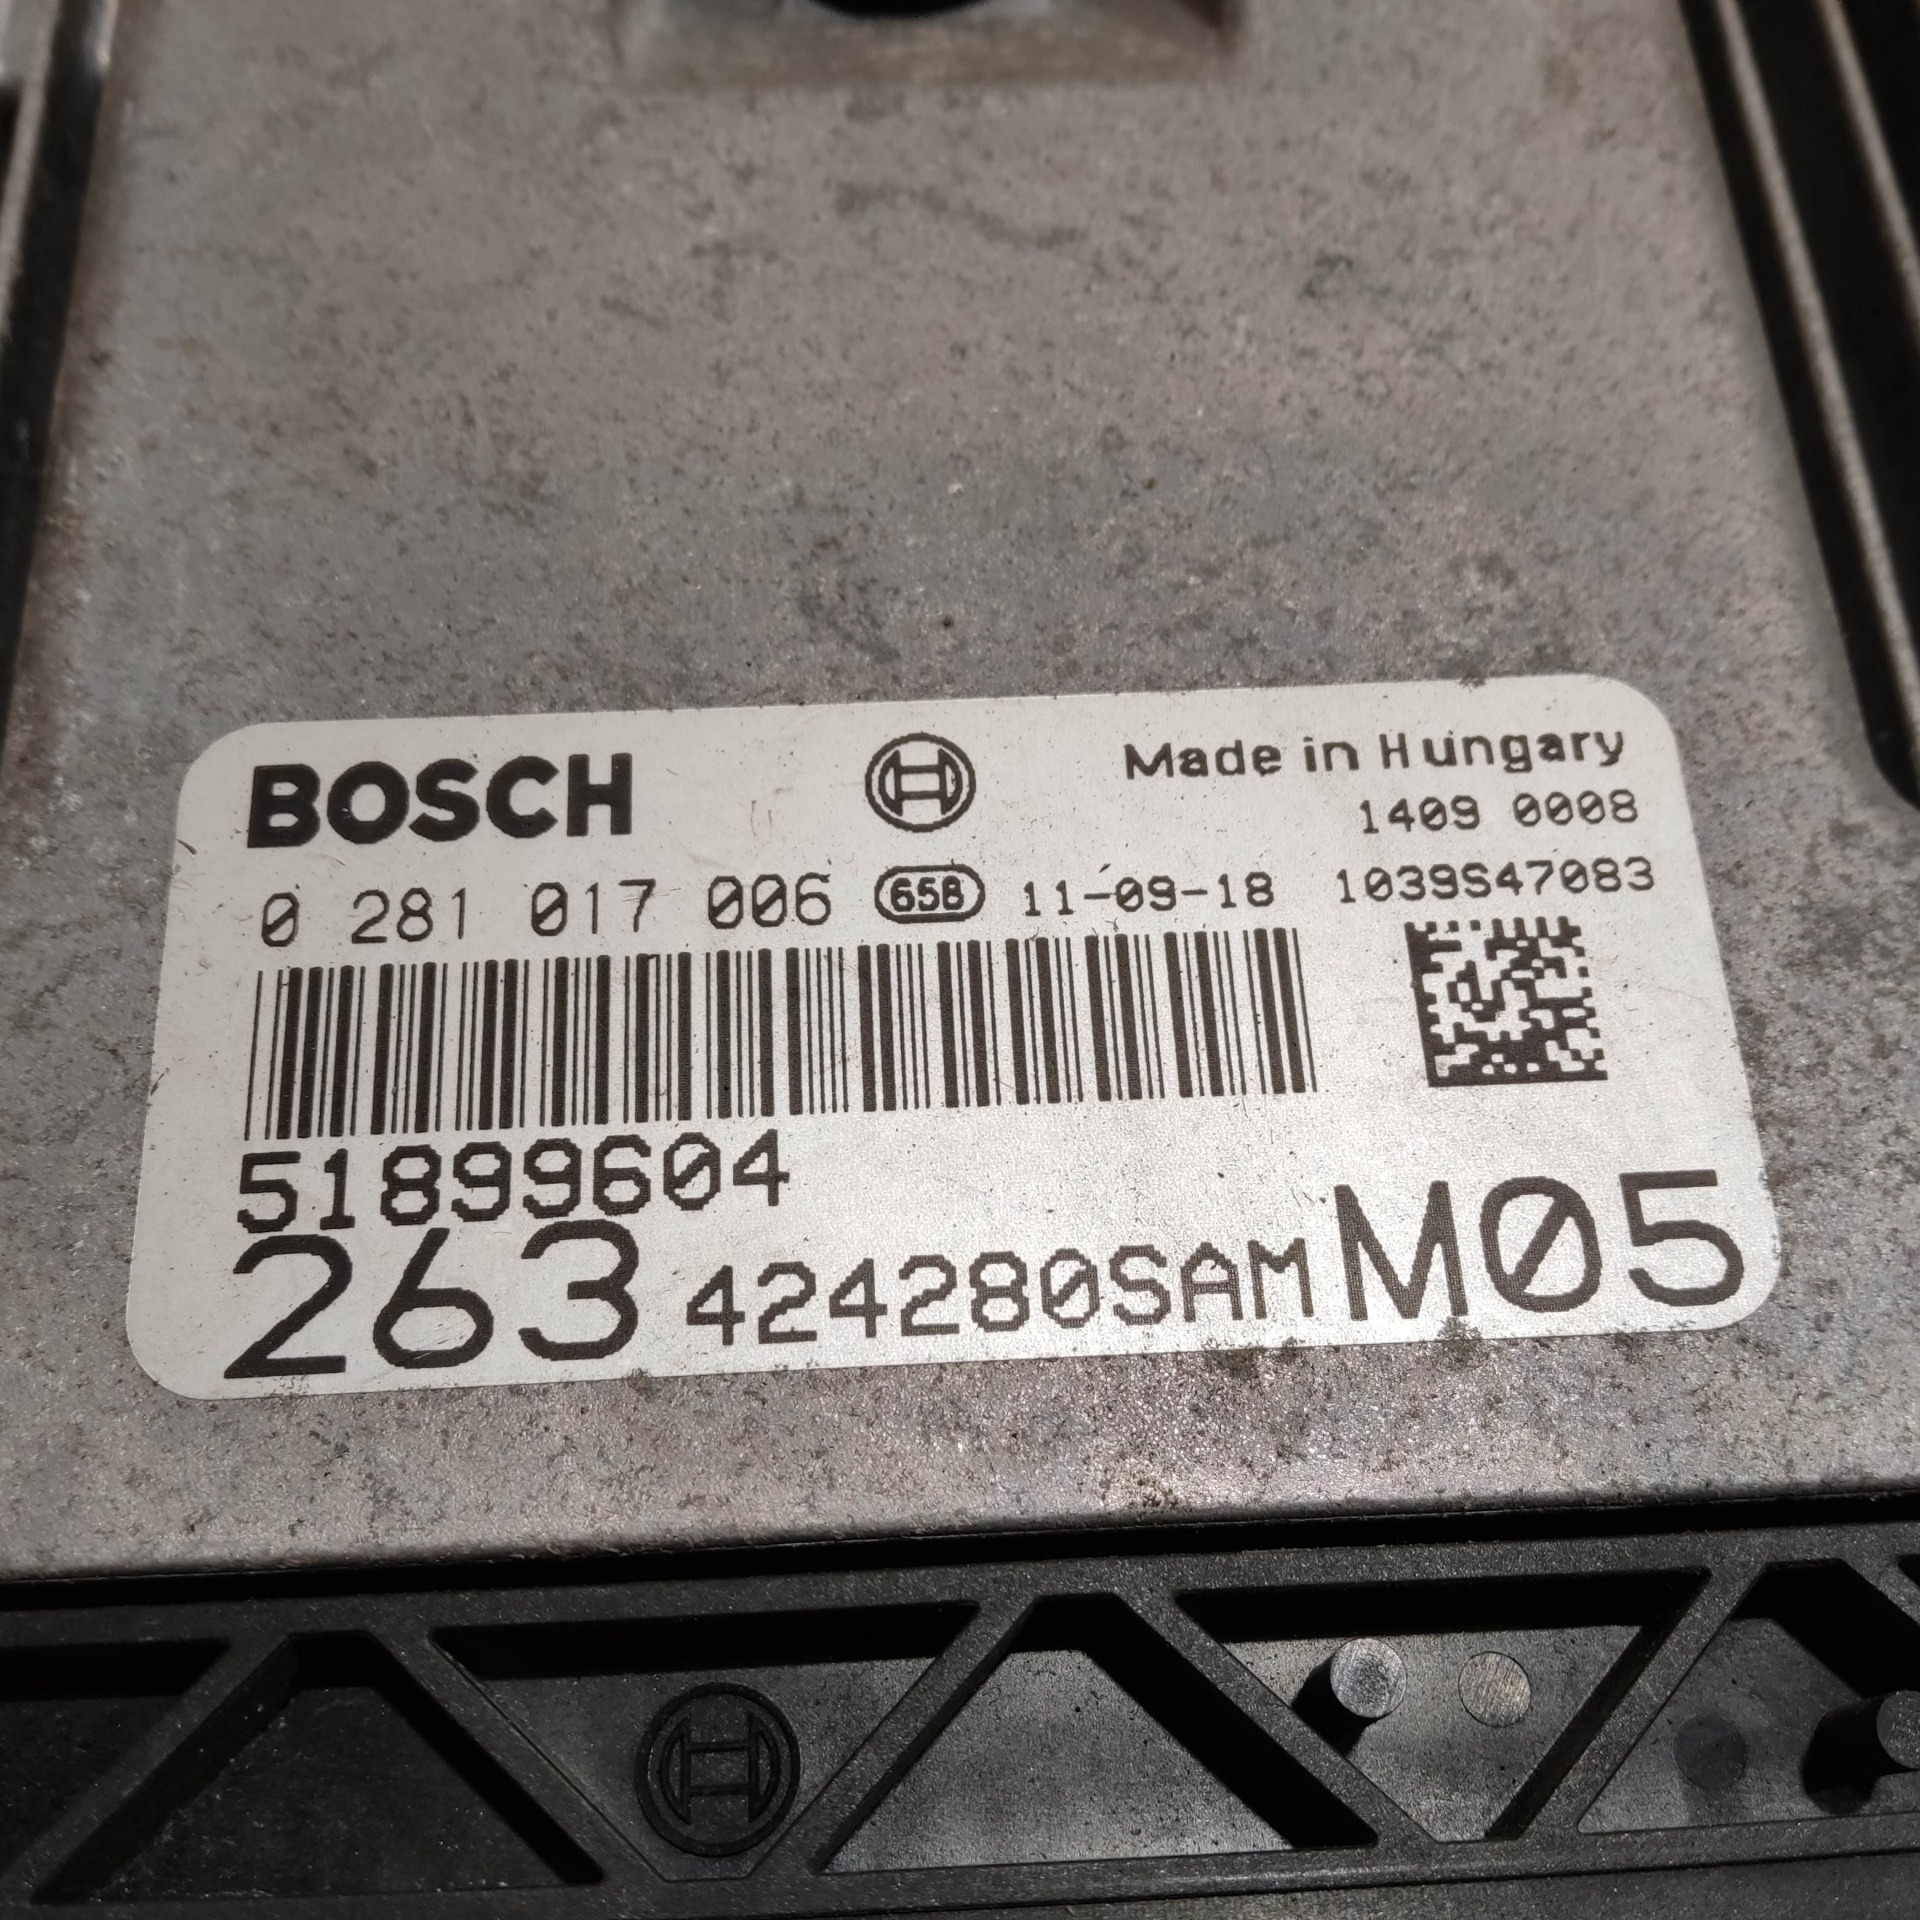 BOSCH
Made in Hungary
1409 0008
0 281 017 006 658 11-09-18 1039S47083
51899604
263 424280SAM M05